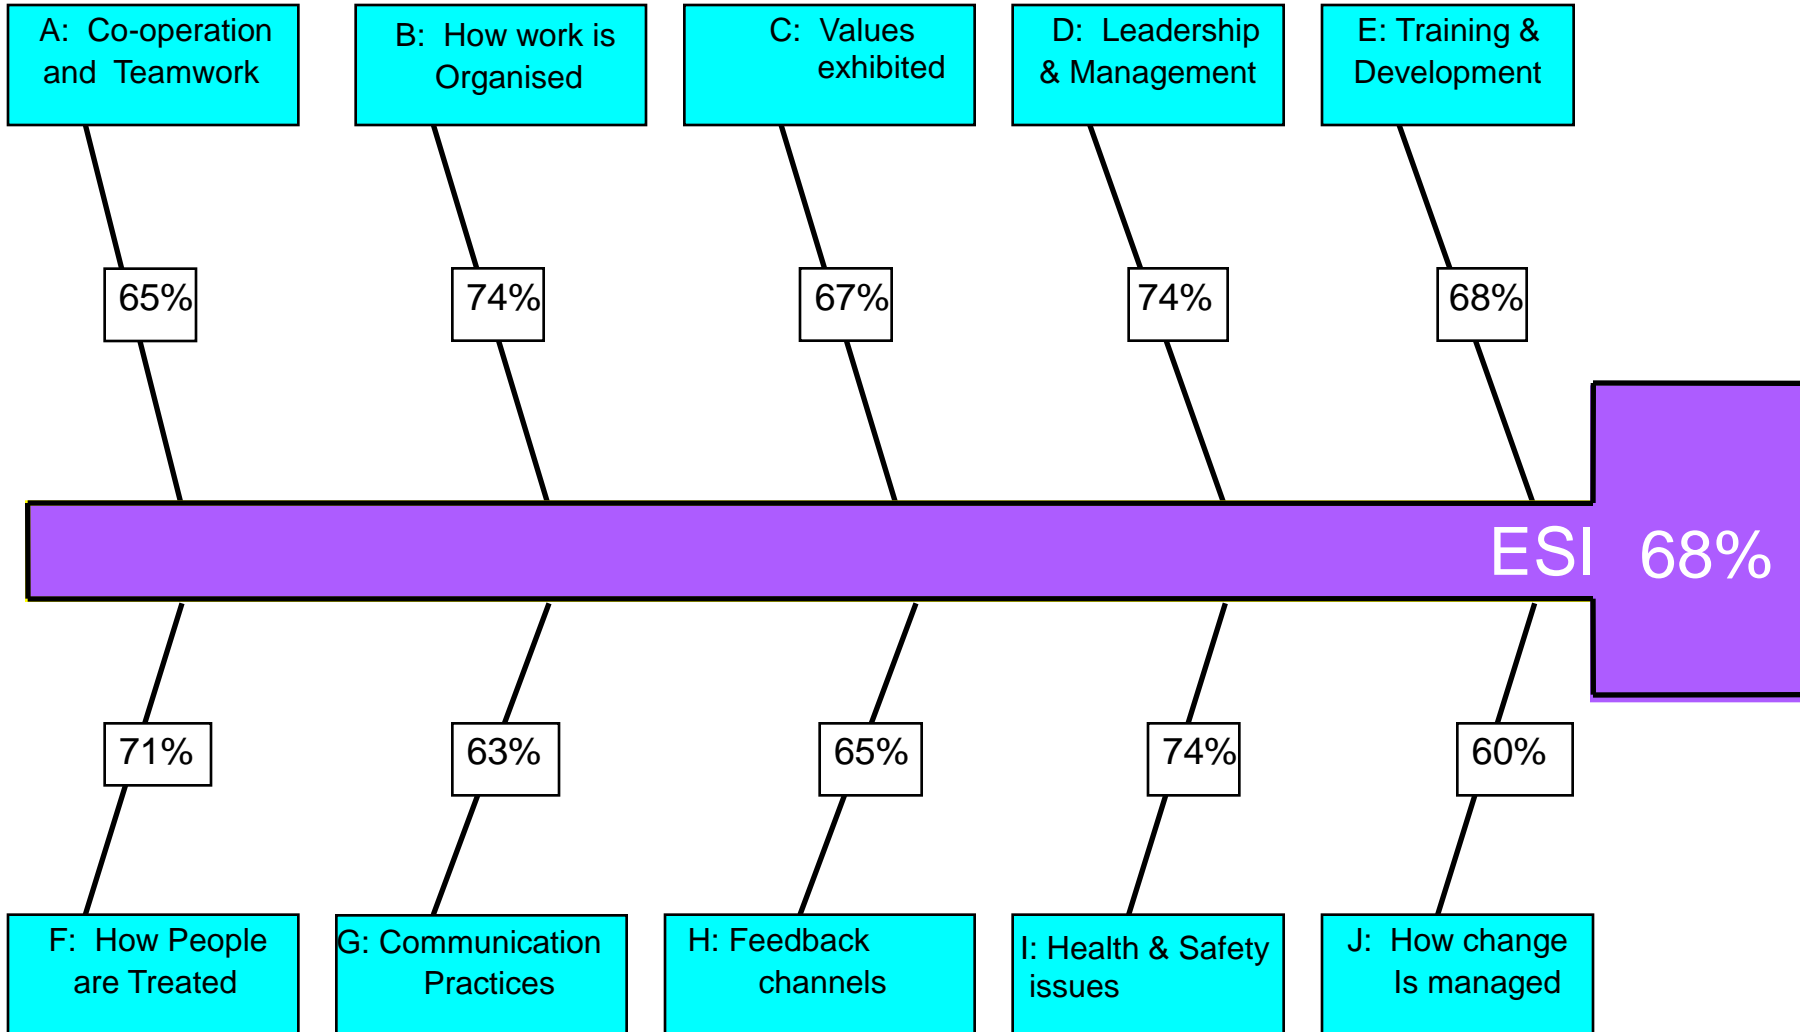 A: Co-operation
and Teamwork
B: How work is
Organised
C: Values
exhibited
D: Leadership
& Management
E: Training &
Development
65%
74%
67%
74%
68%
ESI 68%
71%
63%
65%
74%
60%
F: How People
are Treated
G: Communication
Practices
H: Feedback
channels
I: Health & Safety
issues
J: How change
Is managed